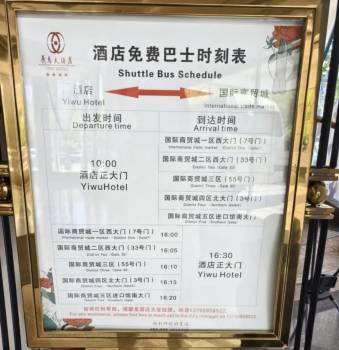 酒店免费巴士时刻表
Shuttle Bus Schedule
酒店
国际商贸城
Yiwu Hotel
International trade market
出发时间
到达时间
Departure time
Arrival time
10:00
酒店正大门
YiwuHotel
国际商贸城一区西大门（7号门）
国际商贸城二区西大门（33号门）
国际商贸城三区（55号门）
国际商贸城四区北大门（3号门）
国际商贸城五区进口馆南大门
国际商贸城一区西大门（7号门） 16:00
国际商贸城二区西大门（33号门） 16:05
国际商贸城三区（55号门） 16:10
国际商贸城四区北大门（3号门） 16:15
国际商贸城五区进口馆南大门 16:20
16:30
酒店正大门
YiwuHotel